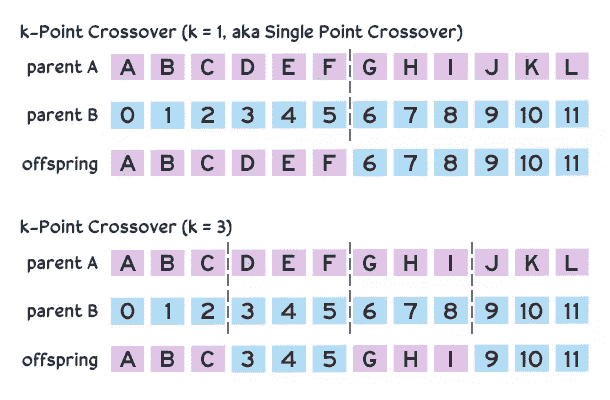 k-Point Crossover (k = 1, aka Single Point Crossover)
parent A A B C D E F G H I J K L
parent B 0 1 2 3 4 5 6 7 8 9 10 11
offspring A B C D E F 6 7 8 9 10 11
k-Point Crossover (k = 3)
parent A A B C D E F G H I J K L
parent B 0 1 2 3 4 5 6 7 8 9 10 11
offspring A B C 3 4 5 G H I 9 10 11